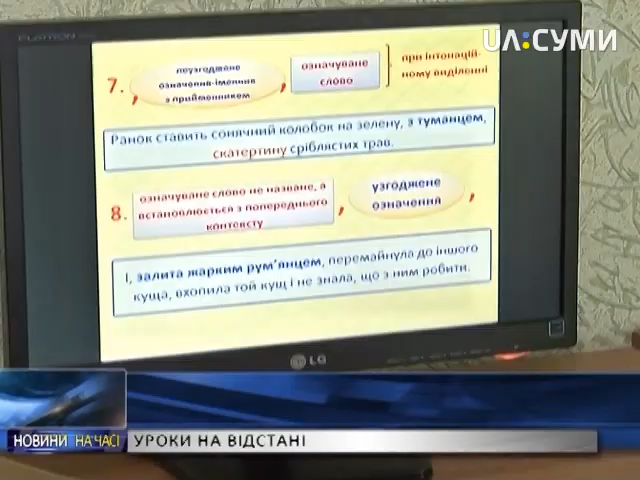 FLATRON
UA:СУМИ
7.
,
неузгоджене
означення-іменник
з прийменником
,
означуване
слово
при інтонацій-
ному виділенні
Ранок ставить сонячний колобок на зелену, з туманцем,
скатертину сріблястих трав.
8.
означуване слово не назване, а
встановлюється з попереднього
контексту
,
узгоджене
означення
,
І, залита жарким рум'янцем, перемайнула до іншого
куща, вхопила той кущ і не знала, що з ним робити.
LG
НОВИНИ НА ЧАСІ
УРОКИ НА ВІДСТАНІ